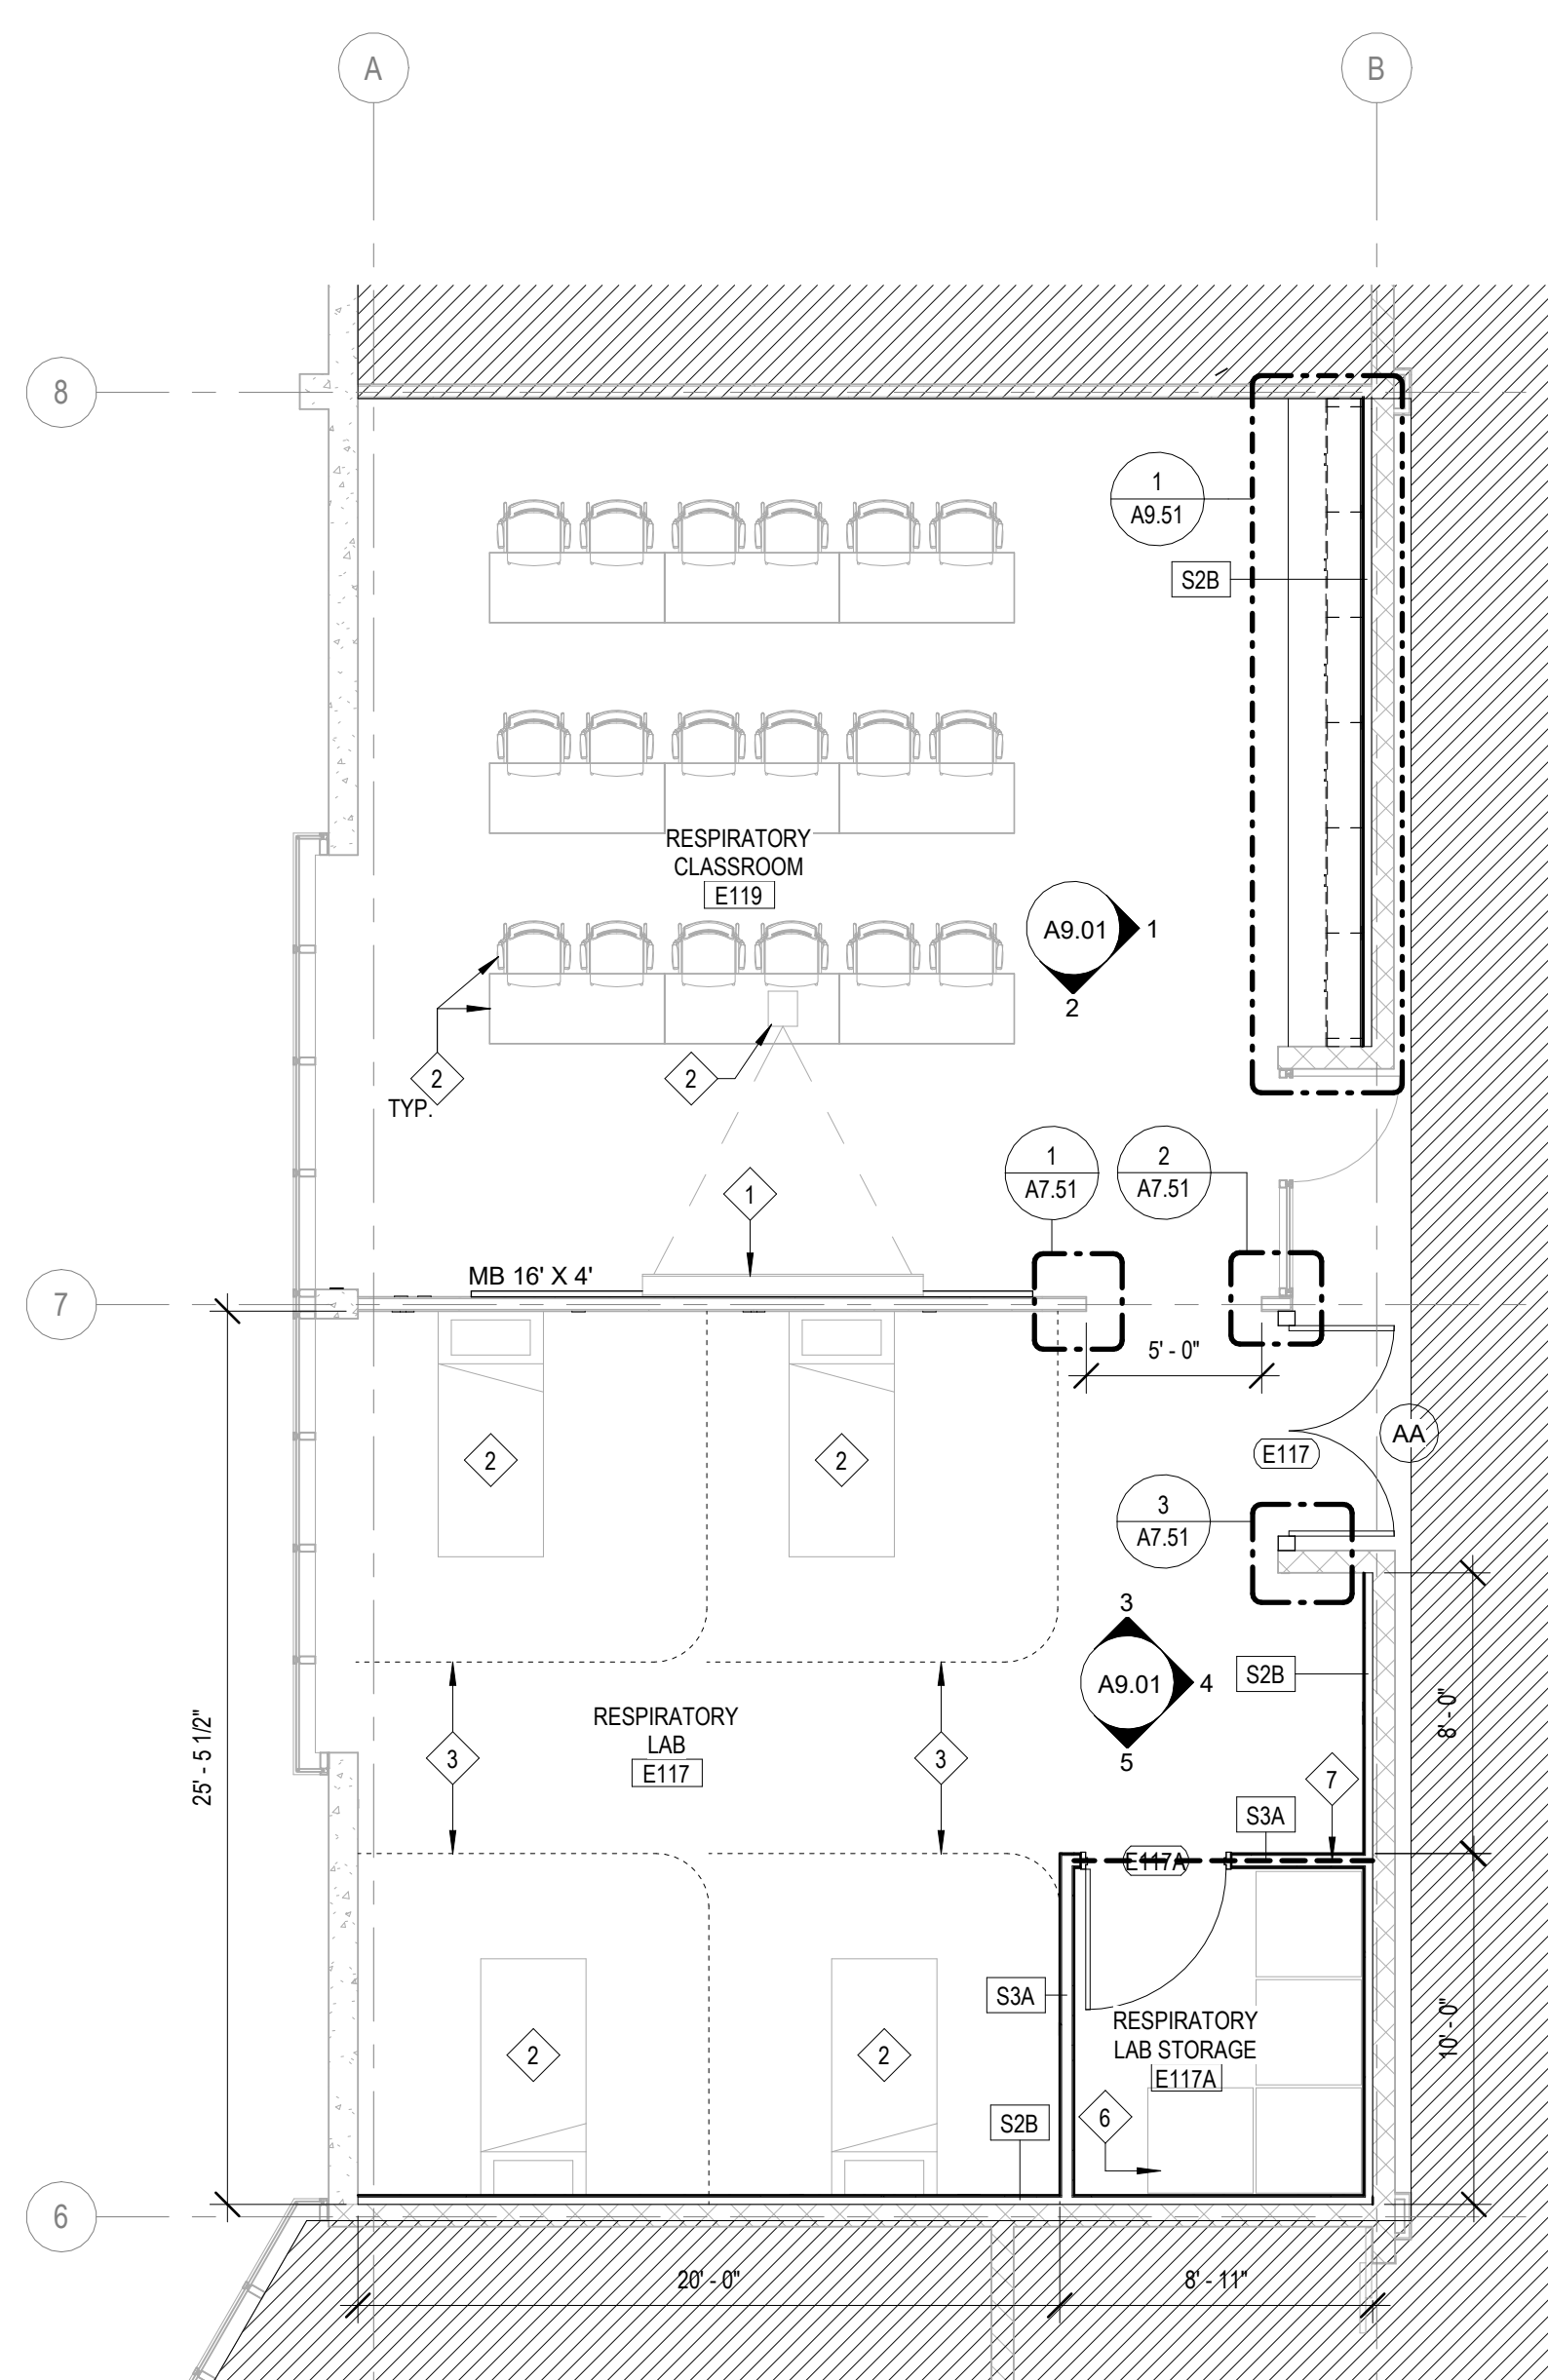 A
B
8
1
A9.51
S2B
RESPIRATORY
CLASSROOM
E119
A9.01
1
2
2
TYP.
2
1
1
A7.51
2
A7.51
7
MB 16' X 4'
5' - 0"
2
2
E117
AA
3
A7.51
3
A9.01
4
5
S2B
8' - 0"
25' - 5 1/2"
RESPIRATORY
LAB
E117
3
3
7
S3A
E117A
S3A
RESPIRATORY
LAB STORAGE
E117A
10' - 0"
2
2
6
S2B
6
20' - 0"
8' - 11"